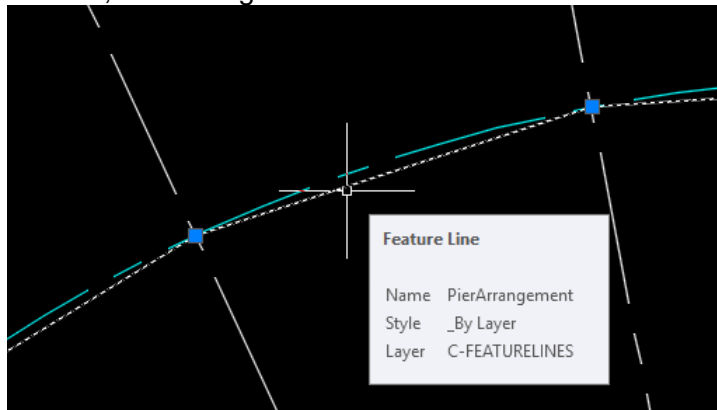 Feature Line
Name PierArrangement
Style _By Layer
Layer C-FEATURELINES